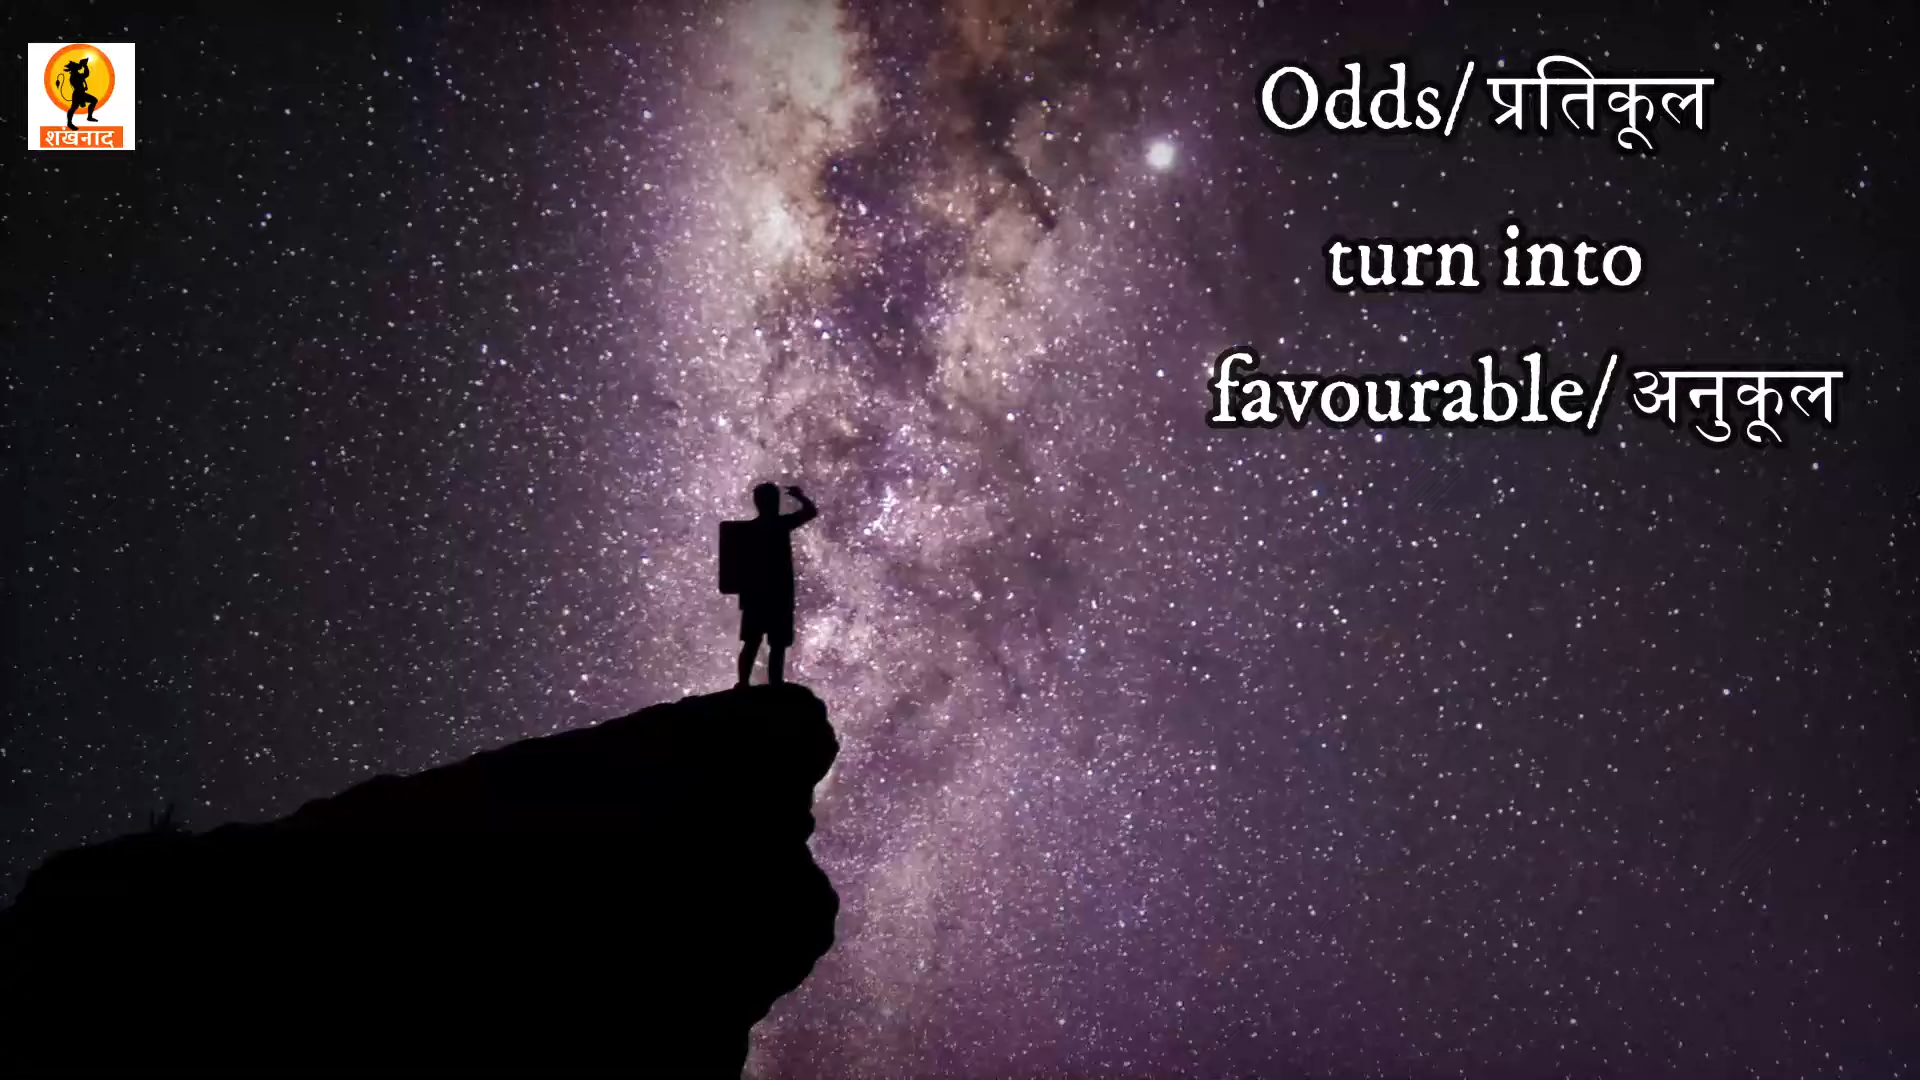 शंखनाद
Odds/ प्रतिकूल
turn into
favourable/ अनुकूल